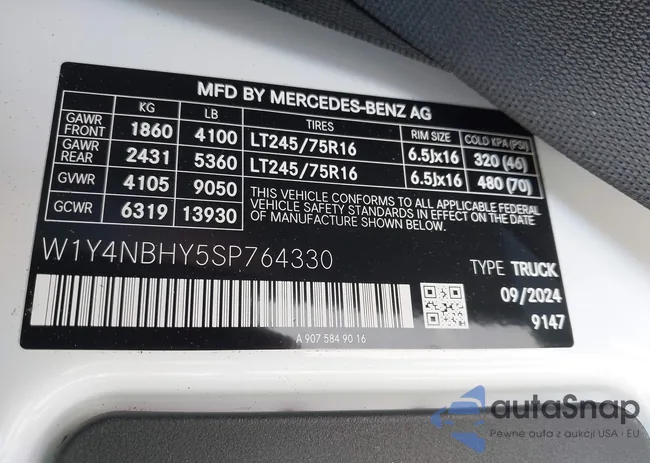 MFD BY MERCEDES-BENZ AG
KG LB TIRES RIM SIZE COLD KPA (PSI)
GAWR FRONT 1860 4100 LT245/75R16 6.5Jx16 320 (46)
GAWR REAR 2431 5360 LT245/75R16 6.5Jx16 480 (70)
GVWR 4105 9050
GCWR 6319 13930
THIS VEHICLE CONFORMS TO ALL APPLICABLE FEDERAL
VEHICLE SAFETY STANDARDS IN EFFECT ON THE DATE OF
MANUFACTURE SHOWN BELOW.
W1Y4NBHY5SP764330
TYPE TRUCK
09/2024
9147
A 907 584 90 16
autaSnap
Pewne auta z aukcji USA i EU